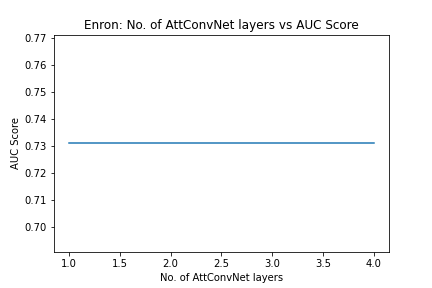 Enron: No. of AttConvNet layers vs AUC Score
0.77
0.76
0.75
0.74
0.73
0.72
0.71
0.70
AUC Score
1.0 1.5 2.0 2.5 3.0 3.5 4.0
No. of AttConvNet layers